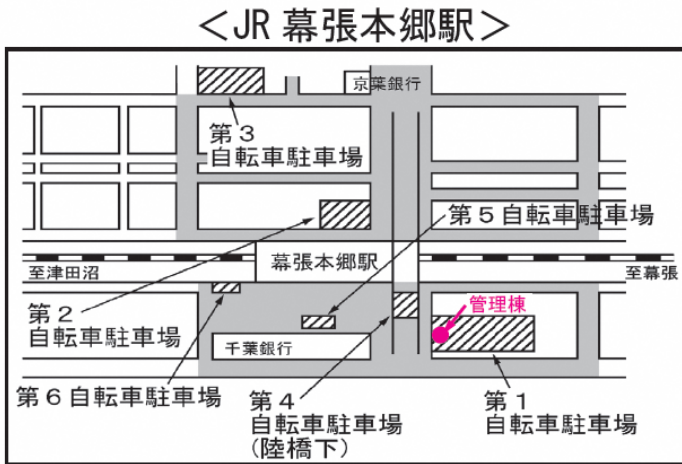 <JR 幕張本郷駅>
京葉銀行
第3
自転車駐車場
第5自転車駐車場
幕張本郷駅
至津田沼
至幕張
第2
自転車駐車場
管理棟
千葉銀行
第6自転車駐車場
第4
自転車駐車場
(陸橋下)
第1
自転車駐車場